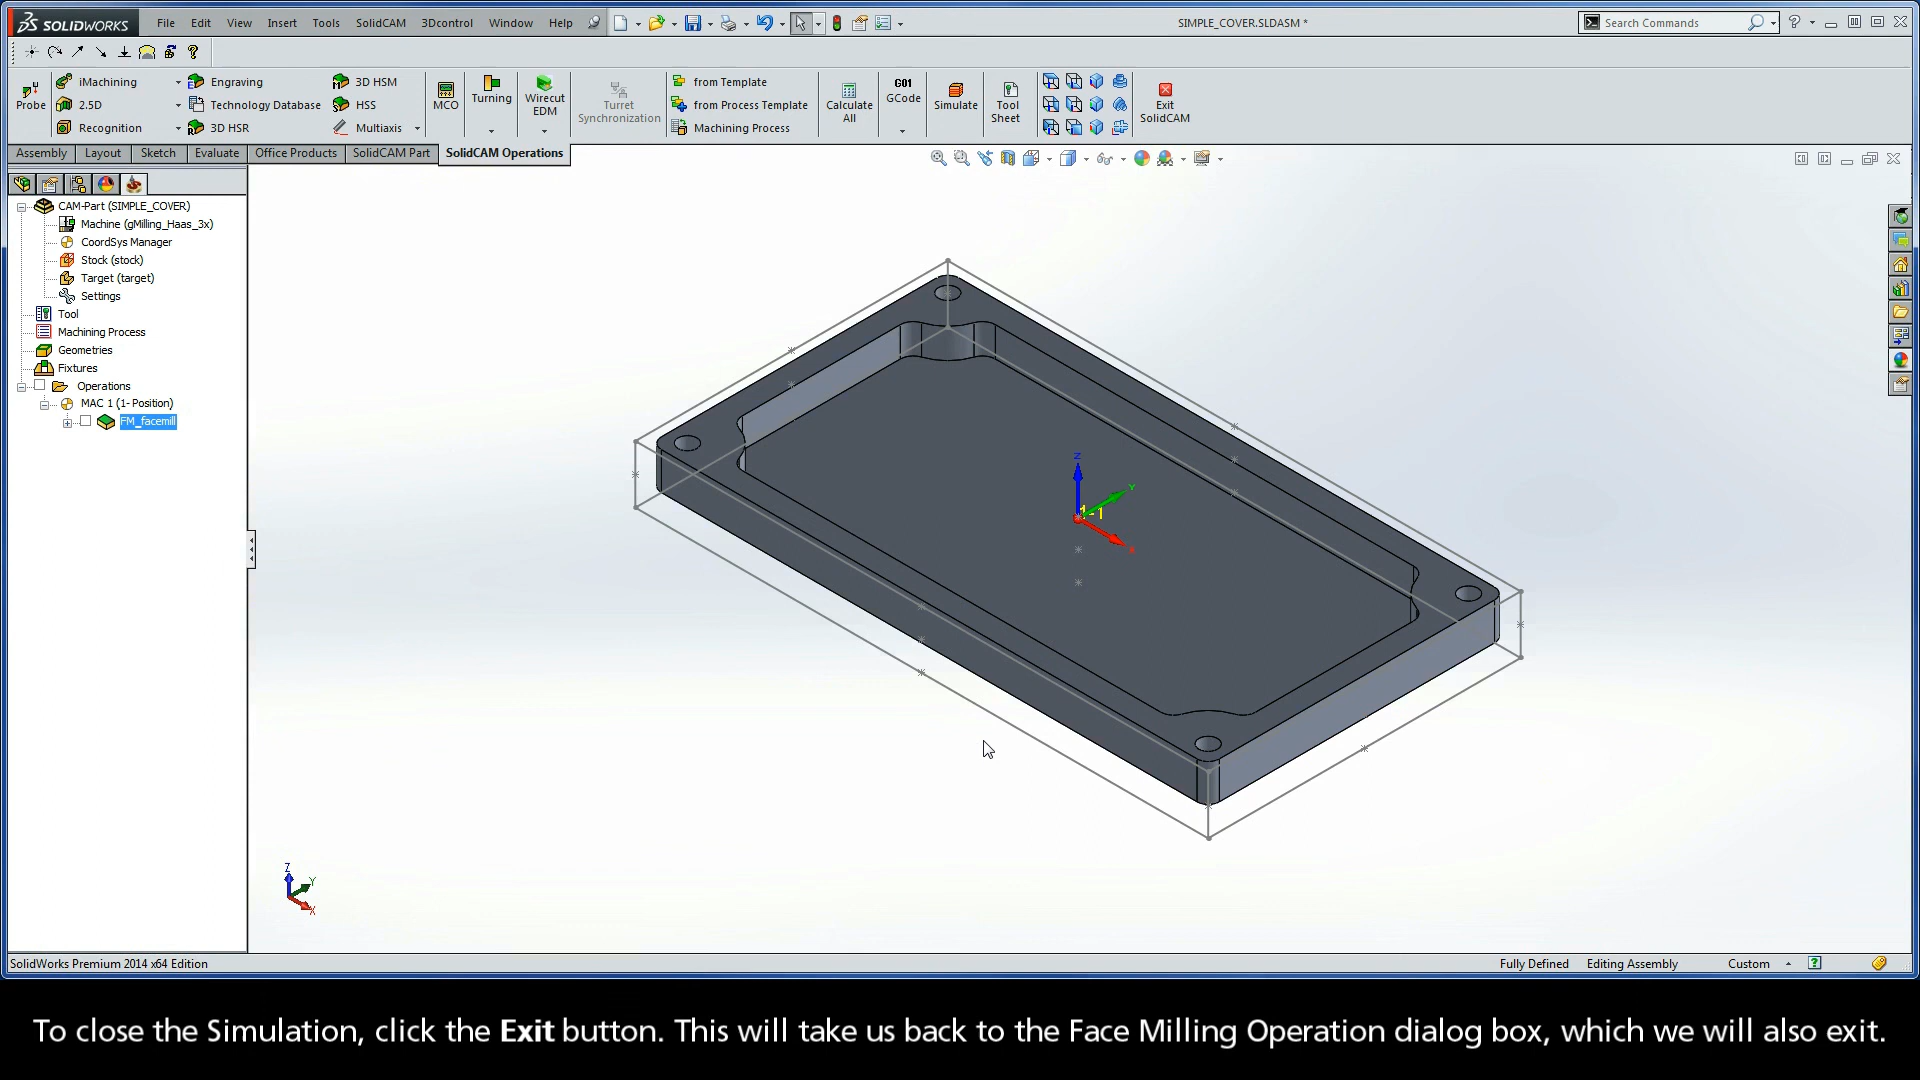 SOLIDWORKS File Edit View Insert Tools SolidCAM 3Dcontrol Window Help SIMPLE_COVER.SLDASM * Search Commands
Probe iMachining 2.5D Recognition Engraving Technology Database 3D HSR 3D HSM HSS Multiaxis MCO Turning Wirecut EDM Turret Synchronization from Template from Process Template Machining Process Calculate All G01 GCode Simulate Tool Sheet Exit SolidCAM
Assembly Layout Sketch Evaluate Office Products SolidCAM Part SolidCAM Operations
CAM-Part (SIMPLE_COVER)
Machine (gMilling_Haas_3x)
CoordSys Manager
Stock (stock)
Target (target)
Settings
Tool
Machining Process
Geometries
Fixtures
Operations
MAC 1 (1- Position)
FM_facemill
Z
Y
1-1
X
Z
Y
X
SolidWorks Premium 2014 x64 Edition Fully Defined Editing Assembly Custom
To close the Simulation, click the Exit button. This will take us back to the Face Milling Operation dialog box, which we will also exit.